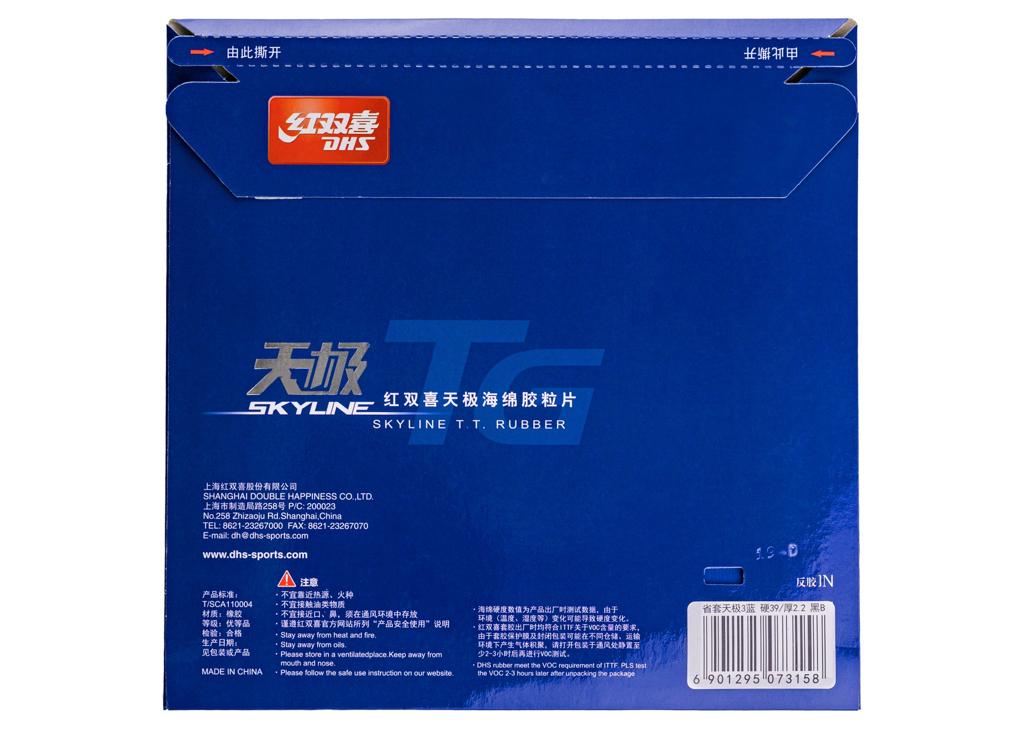 由此撕开
由此撕开
红双喜
DHS
TG
天极
SKYLINE
红双喜天极海绵胶粒片
SKYLINE T.T. RUBBER
上海红双喜股份有限公司
SHANGHAI DOUBLE HAPPINESS CO.,LTD.
上海市制造局路258号 P/C: 200023
No.258 Zhizaoju Rd.Shanghai,China
TEL: 8621-23267000 FAX: 8621-23267070
E-mail: dh@dhs-sports.com
www.dhs-sports.com
产品标准:
T/SCA110004
材质: 橡胶
等级: 优等品
检验: 合格
生产日期:
见包装或产品
MADE IN CHINA
注意
· 不宜靠近热源、火种
· 不宜接触油类物质
· 不宜接近口、鼻, 须在通风环境中存放
· 谨遵红双喜官方网站所列“产品安全使用”说明
· Stay away from heat and fire.
· Stay away from oils.
· Please store in a ventilatedplace.Keep away from
mouth and nose.
· Please follow the safe use instruction on our website.
· 海绵硬度数值为产品出厂时测试数据, 由于
环境（温度、湿度等）变化可能导致硬度变化。
· 红双喜套胶出厂时均符合ITTF关于VOC含量的要求,
由于套胶保护膜及封闭包装可能在不同仓储、运输
环境下产生气体积聚, 请打开包装于通风处静置至
少2-3小时后再进行VOC测试。
· DHS rubber meet the VOC requirement of ITTF. PLS test
the VOC 2-3 hours later after unpacking the package
反胶IN
省套天极3蓝 硬39/厚2.2 黑B
6 901295 073158